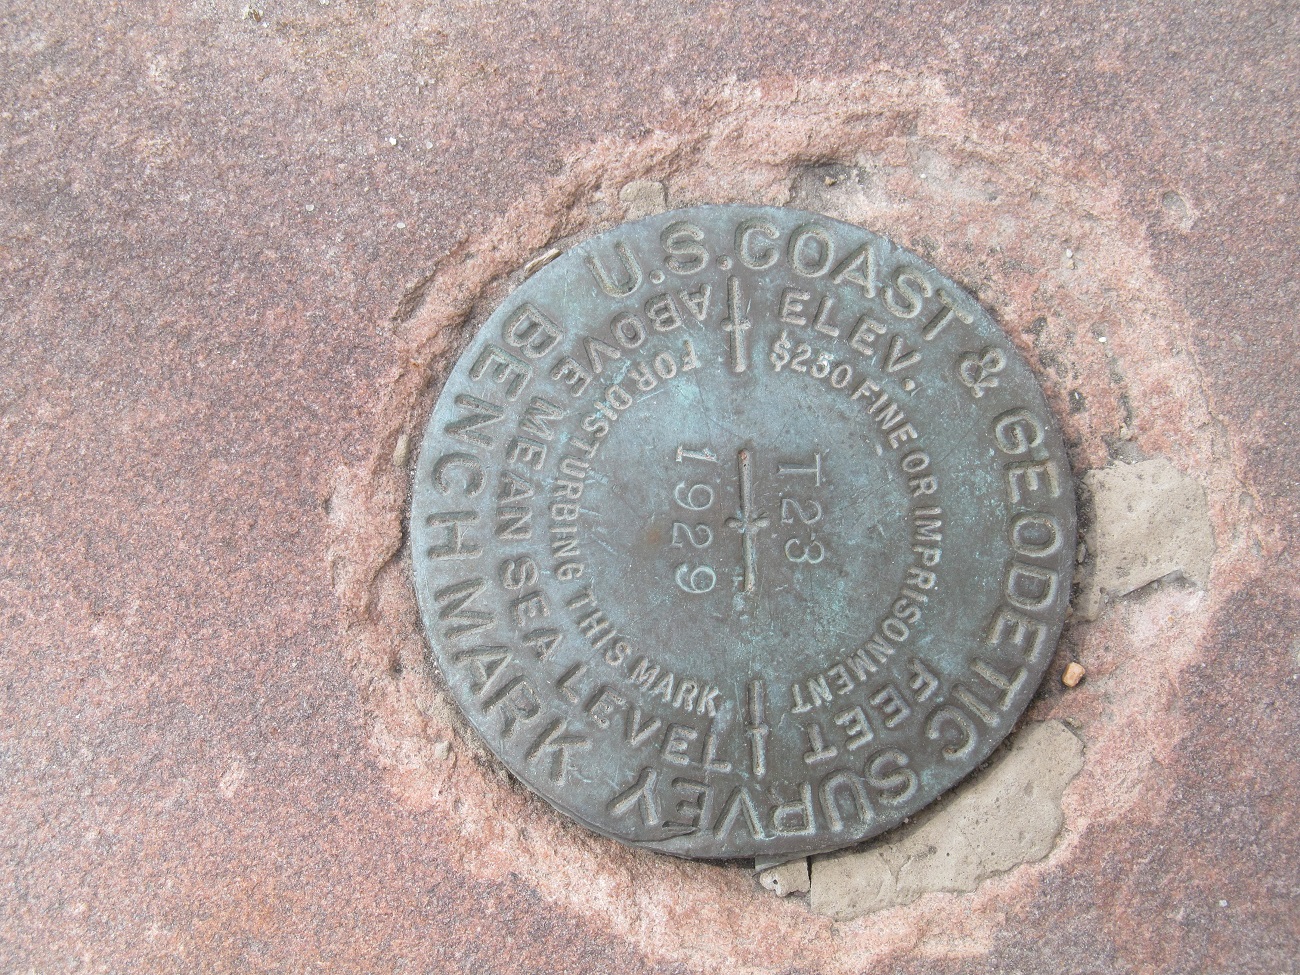 U.S. COAST & GEODETIC SURVEY
BENCH MARK
ELEV. FEET
ABOVE MEAN SEA LEVEL
$250 FINE OR IMPRISONMENT
FOR DISTURBING THIS MARK
T23
1929